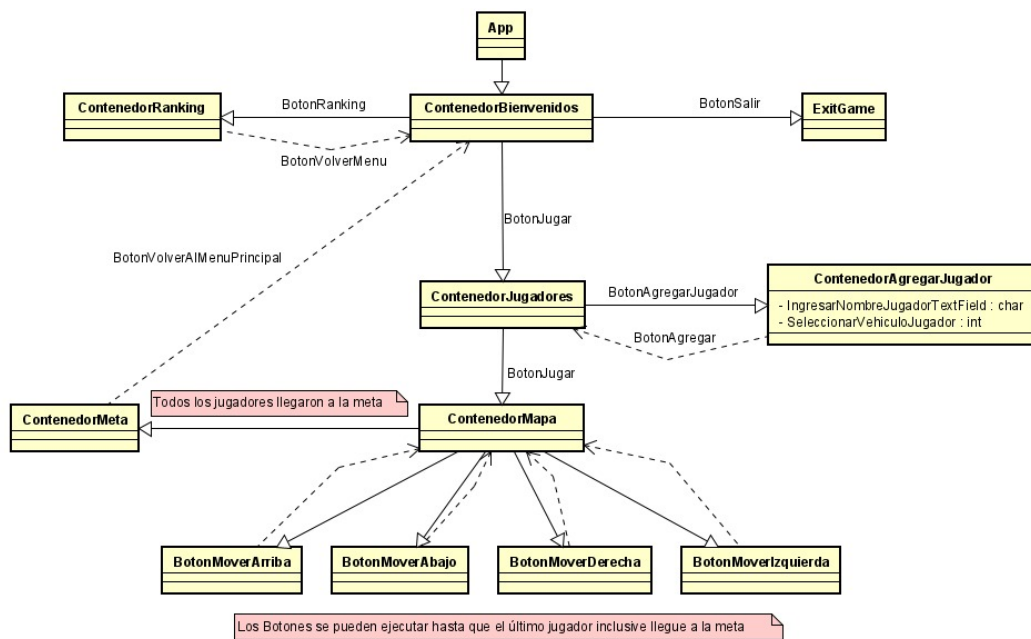 App
ContenedorRanking
BotonRanking
ContenedorBienvenidos
BotonSalir
ExitGame
BotonVolverMenu
BotonJugar
BotonVolverAlMenuPrincipal
ContenedorJugadores
BotonAgregarJugador
ContenedorAgregarJugador
- IngresarNombreJugadorTextField : char
- SeleccionarVehiculoJugador : int
BotonAgregar
BotonJugar
Todos los jugadores llegaron a la meta
ContenedorMeta
ContenedorMapa
BotonMoverArriba
BotonMoverAbajo
BotonMoverDerecha
BotonMoverIzquierda
Los Botones se pueden ejecutar hasta que el último jugador inclusive llegue a la meta